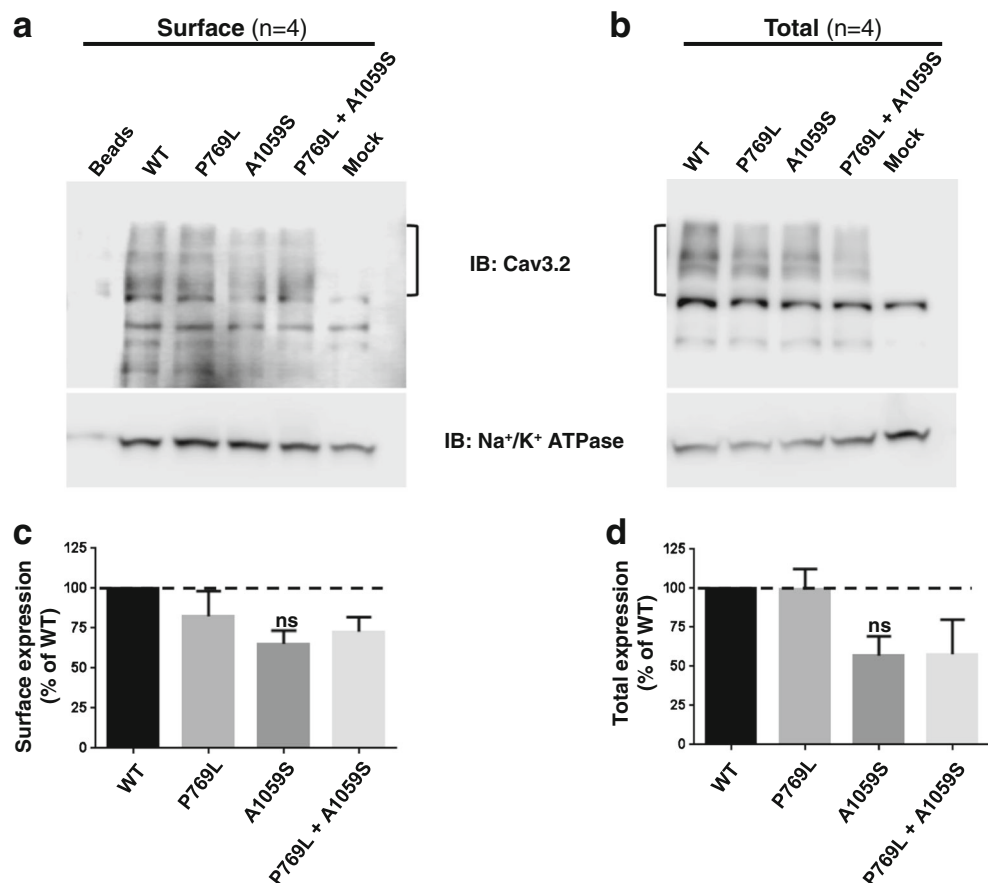 a
Surface (n=4)
Beads
WT
P769L
A1059S
P769L + A1059S
Mock
b
Total (n=4)
WT
P769L
A1059S
P769L + A1059S
Mock
IB: Cav3.2
IB: Na⁺/K⁺ ATPase
c
Surface expression
(% of WT)
125
100
75
50
25
0
ns
WT
P769L
A1059S
P769L + A1059S
d
Total expression
(% of WT)
125
100
75
50
25
0
ns
WT
P769L
A1059S
P769L + A1059S